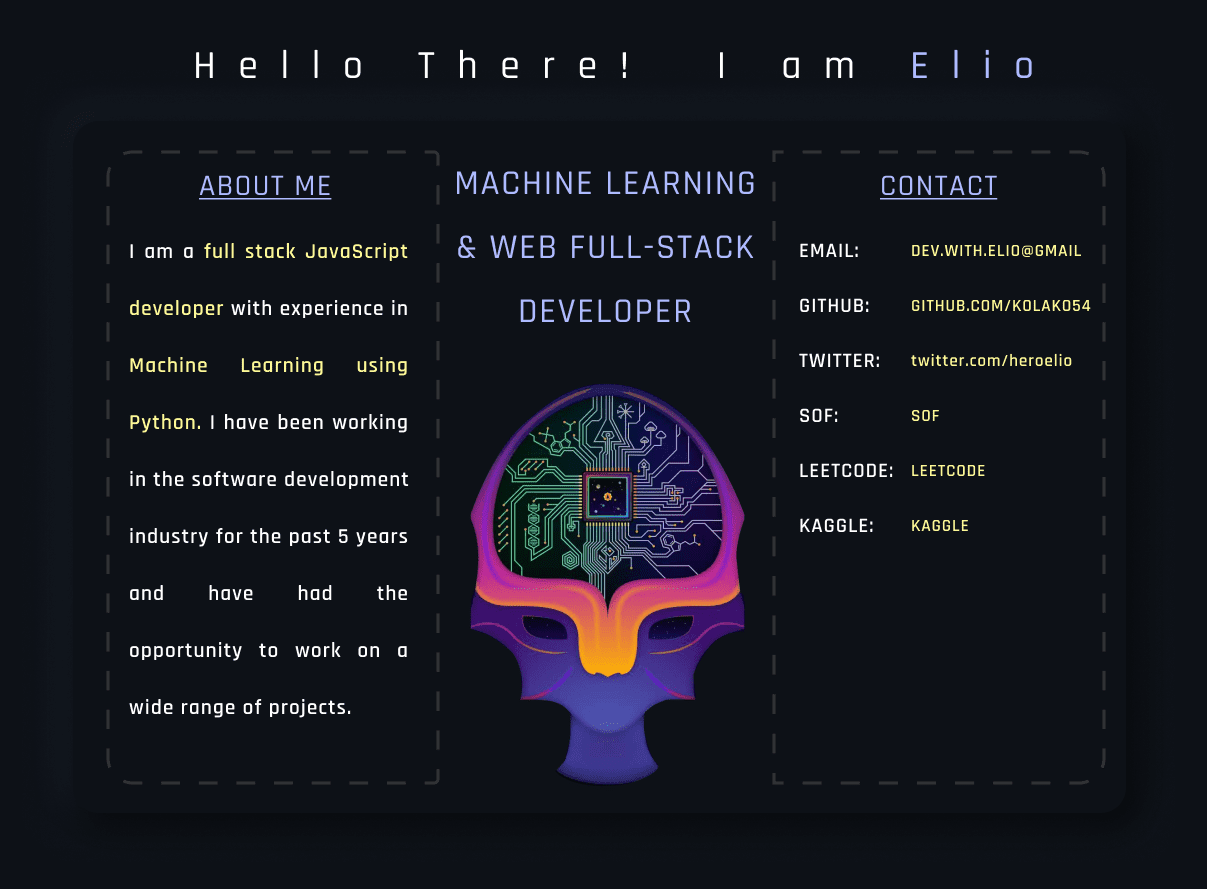 Hello There! I am Elio
ABOUT ME
I am a full stack JavaScript
developer with experience in
Machine Learning using
Python. I have been working
in the software development
industry for the past 5 years
and have had the
opportunity to work on a
wide range of projects.
MACHINE LEARNING
& WEB FULL-STACK
DEVELOPER
CONTACT
EMAIL: DEV.WITH.ELIO@GMAIL
GITHUB: GITHUB.COM/KOLAKO54
TWITTER: twitter.com/heroelio
SOF: SOF
LEETCODE: LEETCODE
KAGGLE: KAGGLE